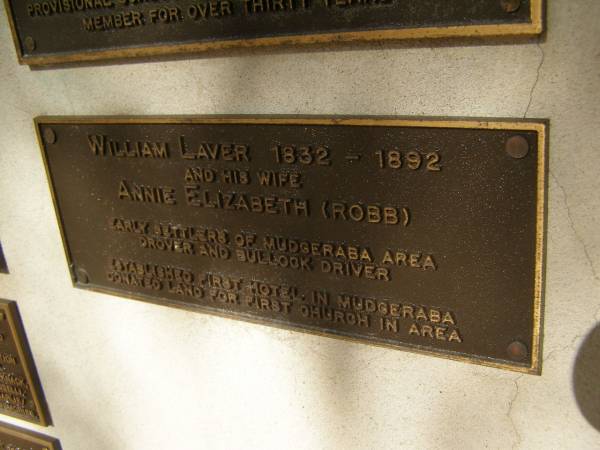 PROVISIONAL
MEMBER FOR OVER THIRTY YEARS
WILLIAM LAVER 1832 - 1892
AND HIS WIFE
ANNIE ELIZABETH (ROBB)
EARLY SETTLERS OF MUDGERABA AREA
DROVER AND BULLOCK DRIVER
ESTABLISHED FIRST HOTEL IN MUDGERABA
DONATED LAND FOR FIRST CHURCH IN AREA